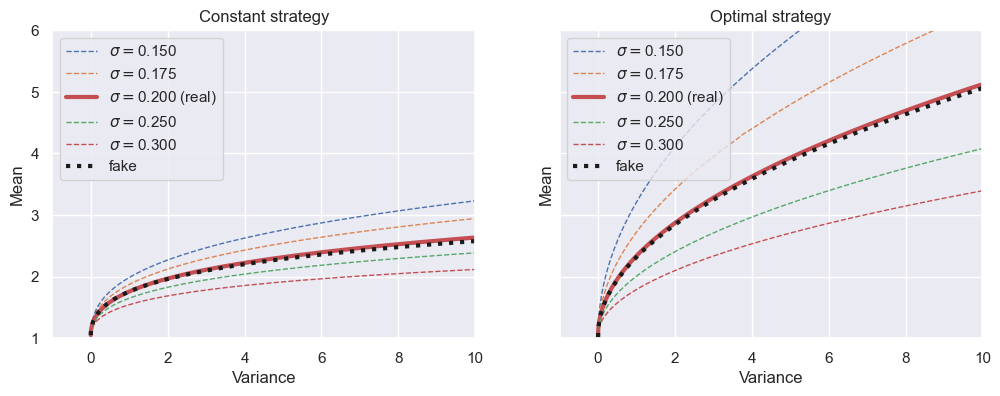 Constant strategy
6
5
4
3
2
1
Mean
σ = 0.150
σ = 0.175
σ = 0.200 (real)
σ = 0.250
σ = 0.300
fake
0 2 4 6 8 10
Variance
Optimal strategy
Mean
σ = 0.150
σ = 0.175
σ = 0.200 (real)
σ = 0.250
σ = 0.300
fake
0 2 4 6 8 10
Variance